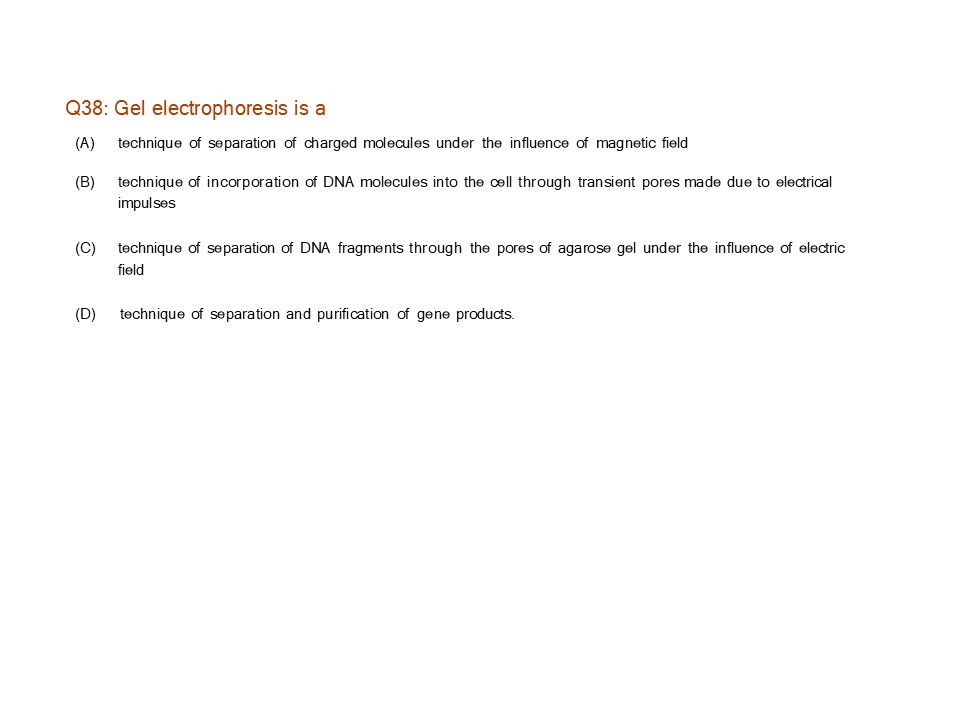 Q38: Gel electrophoresis is a
(A) technique of separation of charged molecules under the influence of magnetic field
(B) technique of incorporation of DNA molecules into the cell through transient pores made due to electrical
impulses
(C) technique of separation of DNA fragments through the pores of agarose gel under the influence of electric
field
(D) technique of separation and purification of gene products.